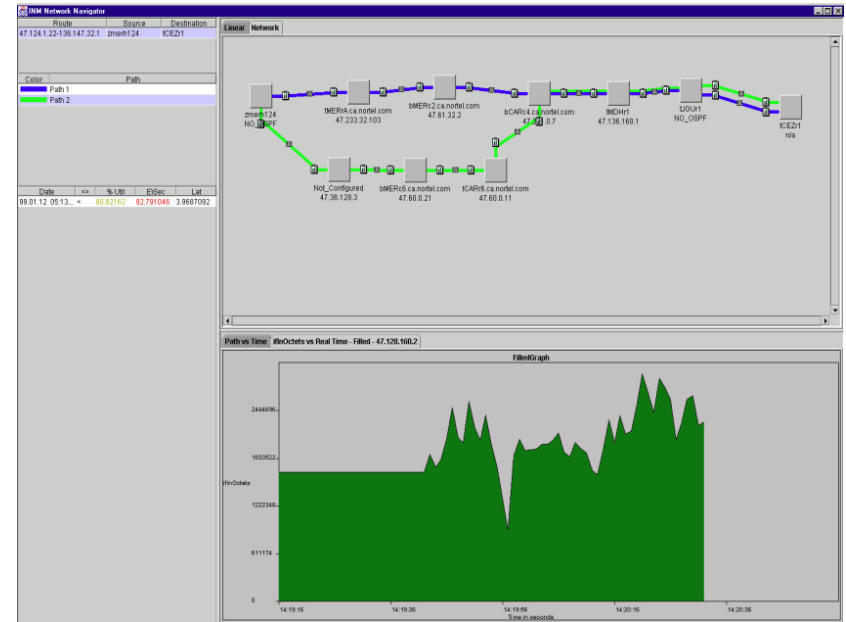 INM Network Navigator
Route Source Destination
47.124.1.22-136.147.32.1 zmerh124 tCEZr1
Color Path
Path 1
Path 2
Date <> % Util E\Sec Lat
99.01.12 05:13... < 80.82162 92.791046 3.9687092
Linear Network
zmerh124
NO_OSPF
tMERrA.ca.nortel.com
47.233.32.103
bMERc2.ca.nortel.com
47.61.32.2
bCARc4.ca.nortel.com
.0.7
tMDHr1
47.136.160.1
tJGUr1
NO_OSPF
tCEZr1
n/a
Not_Configured
47.36.128.3
bMERc6.ca.nortel.com
47.60.0.21
tCARr6.ca.nortel.com
47.60.0.11
Path vs Time ifInOctets vs Real Time - Filled - 47.128.160.2
FilledGraph
2444696
1833522
ifInOctets
1222348
611174
0
14:19:16 14:19:36 14:19:56 14:20:16 14:20:36
Time in seconds